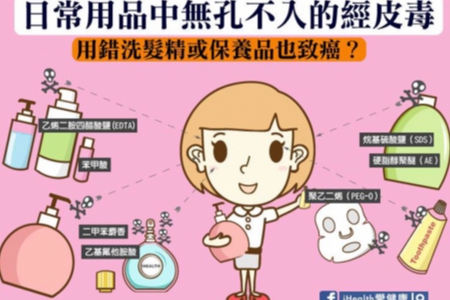 日常用品中無孔不入的經皮毒
用錯洗髮精或保養品也致癌？
乙烯二胺四醋酸鹽(EDTA)
苯甲酸
烷基硫酸鹽（SDS）
硬脂醇聚醚（AE）
二甲苯麝香
乙基氟他胺酸
聚乙二烯（PEG-O）
iHEALTH
Toothpaste
iHealth愛健康